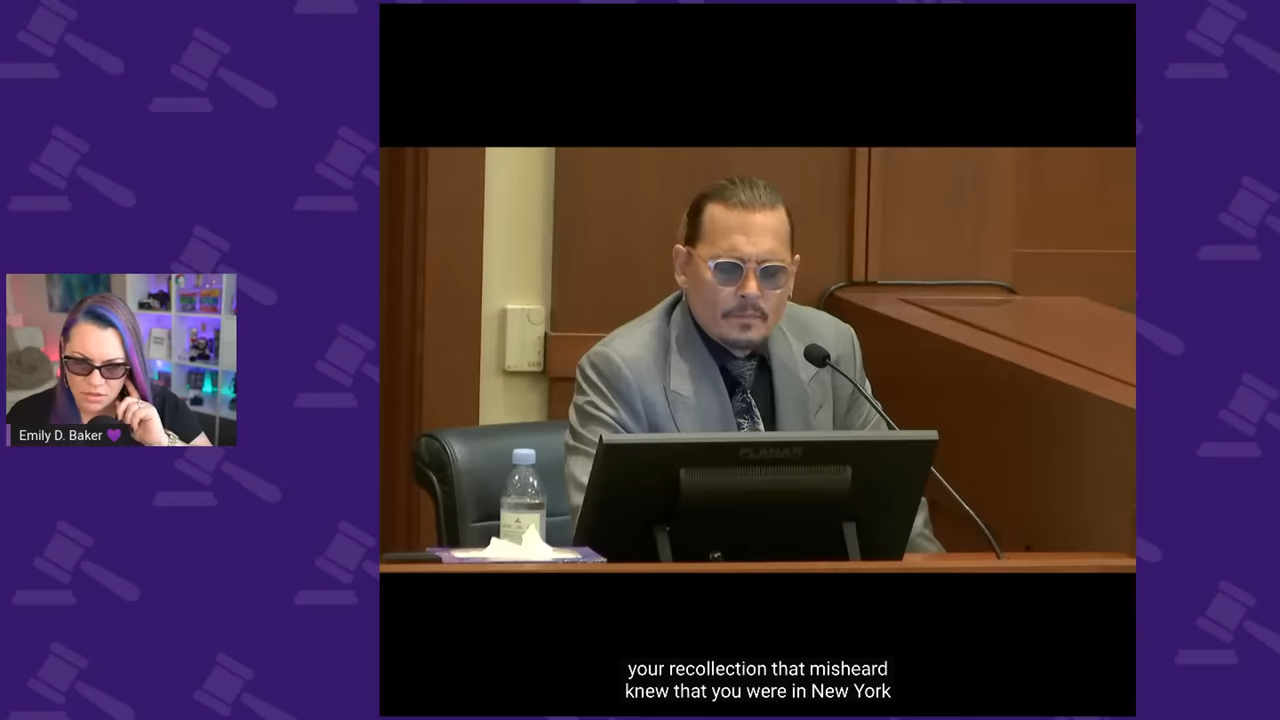 Emily D. Baker 💜
PLANAR
your recollection that misheard
knew that you were in New York